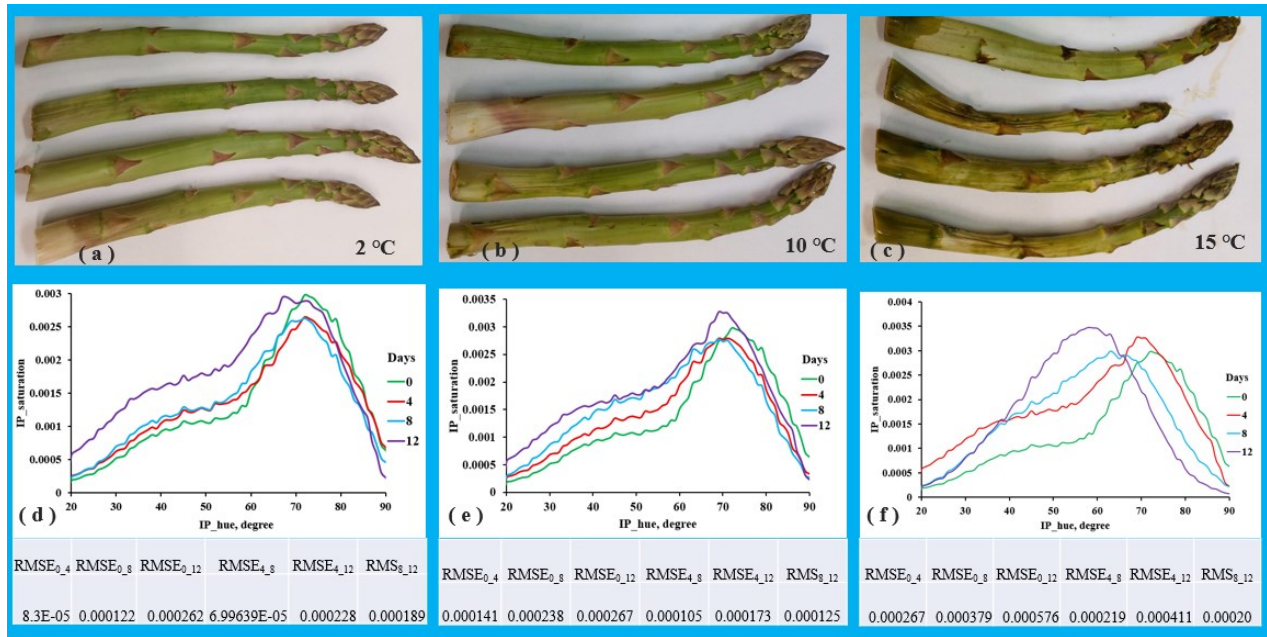 ( a ) 2 °C
( b ) 10 °C
( c ) 15 °C
IP_saturation
0.003
0.0025
0.002
0.0015
0.001
0.0005
0
20 30 40 50 60 70 80 90
IP_hue, degree
Days
0
4
8
12
( d )
IP_saturation
0.0035
0.003
0.0025
0.002
0.0015
0.001
0.0005
0
20 30 40 50 60 70 80 90
IP_hue, degree
Days
0
4
8
12
( e )
IP_saturation
0.004
0.0035
0.003
0.0025
0.002
0.0015
0.001
0.0005
0
20 30 40 50 60 70 80 90
IP_hue, degree
Days
0
4
8
12
( f )
RMSE0_4 RMSE0_8 RMSE0_12 RMSE4_8 RMSE4_12 RMS8_12
8.3E-05 0.000122 0.000262 6.99639E-05 0.000228 0.000189
RMSE0_4 RMSE0_8 RMSE0_12 RMSE4_8 RMSE4_12 RMS8_12
0.000141 0.000238 0.000267 0.000105 0.000173 0.000125
RMSE0_4 RMSE0_8 RMSE0_12 RMSE4_8 RMSE4_12 RMS8_12
0.000267 0.000379 0.000576 0.000219 0.000411 0.00020